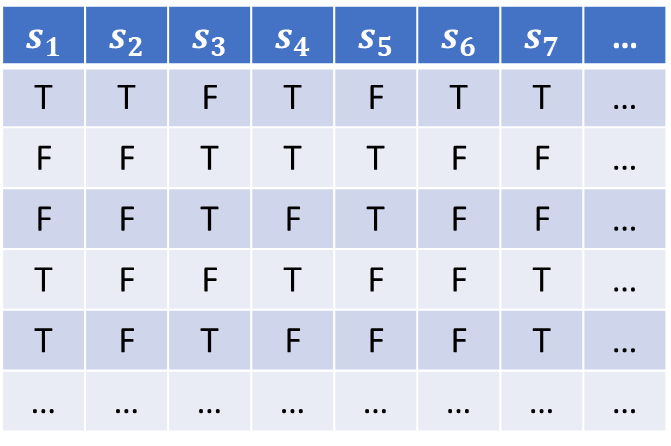 s₁ s₂ s₃ s₄ s₅ s₆ s₇ ...
T T F T F T T ...
F F T T T F F ...
F F T F T F F ...
T F F T F F T ...
T F T F F F T ...
... ... ... ... ... ... ... ...